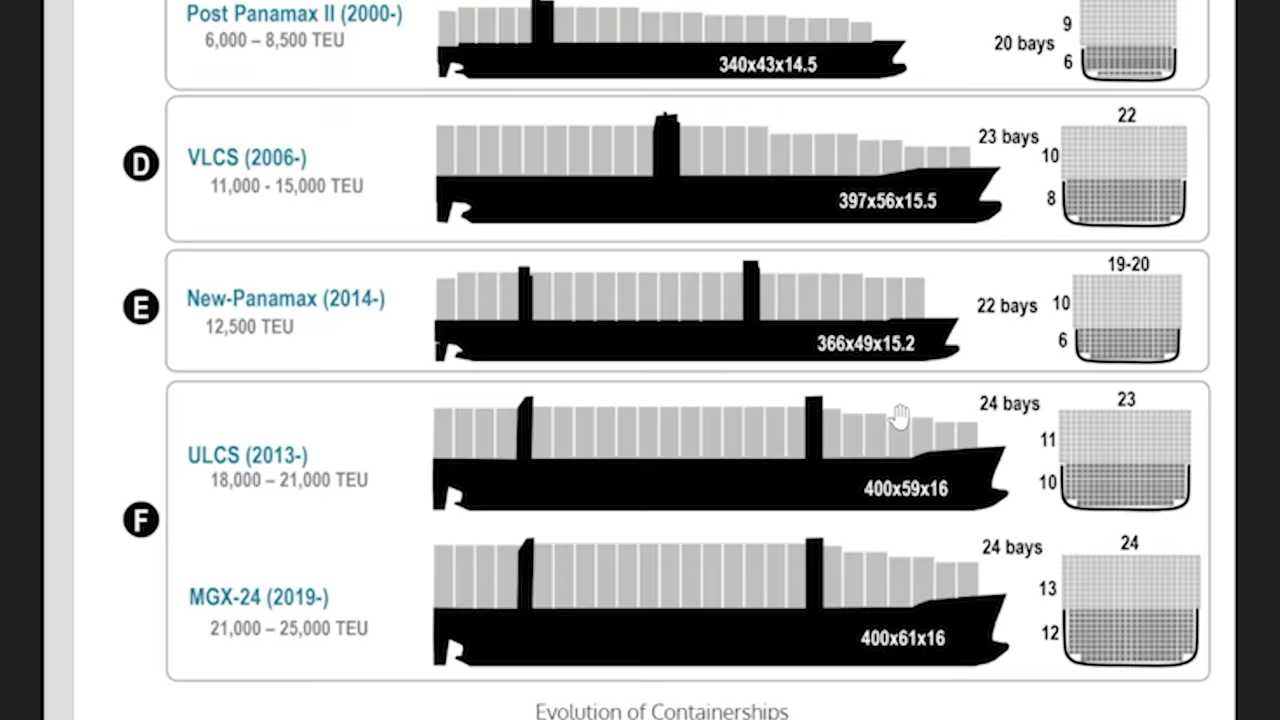 Post Panamax II (2000-)
6,000 – 8,500 TEU
340x43x14.5
20 bays
9
6
D
VLCS (2006-)
11,000 - 15,000 TEU
397x56x15.5
23 bays
22
10
8
E
New-Panamax (2014-)
12,500 TEU
366x49x15.2
22 bays
19-20
10
6
F
ULCS (2013-)
18,000 – 21,000 TEU
400x59x16
24 bays
23
11
10
MGX-24 (2019-)
21,000 – 25,000 TEU
400x61x16
24 bays
24
13
12
Evolution of Containerships